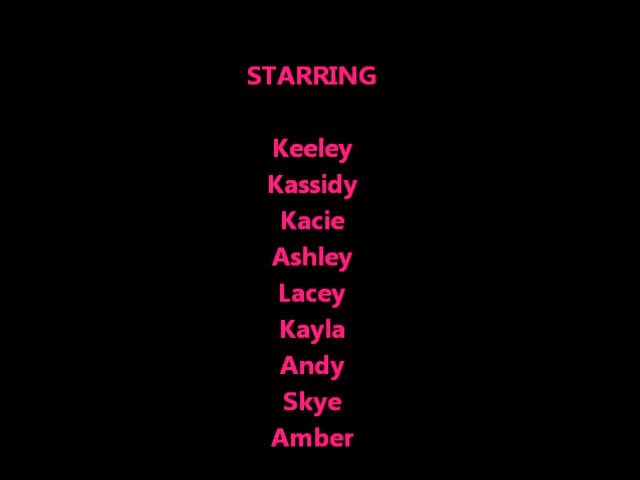 STARRING
Keeley
Kassidy
Kacie
Ashley
Lacey
Kayla
Andy
Skye
Amber